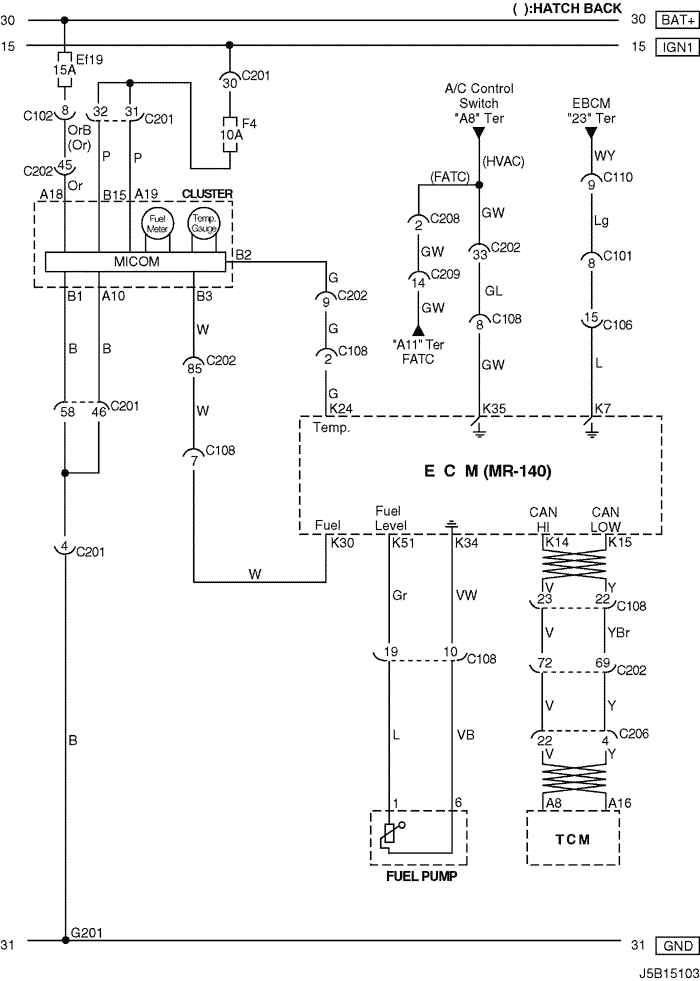 ( ):HATCH BACK
30 30 BAT+
15 15 IGN1
Ef19
15A
30 C201
A/C Control
Switch
"A8" Ter
EBCM
"23" Ter
8 32 31
C102 C201
OrB
(Or)
F4
10A
P P
(HVAC)
WY
45
C202
Or
(FATC)
9 C110
A18 B15 A19 CLUSTER
Fuel
Meter
Temp.
Gauge
2 C208
GW
Lg
GW
33 C202
MICOM
B2
14 C209
8 C101
B1 A10 B3
G
9 C202
GW
GL
G
15 C106
8 C108
W
"A11" Ter
FATC
B B
85 C202
2 C108
GW
L
G
58 46 C201
W
K24 K35 K7
Temp.
7 C108
E C M (MR-140)
Fuel
Fuel
Level
CAN
HI
CAN
LOW
K30 K51 K34 K14 K15
4 C201
W
V Y
Gr VW
23 22 C108
V YBr
19 10 C108
72 69 C202
V Y
B
L VB
22 4 C206
V Y
1 6
A8 A16
TCM
FUEL PUMP
G201
31 31 GND
J5B15103